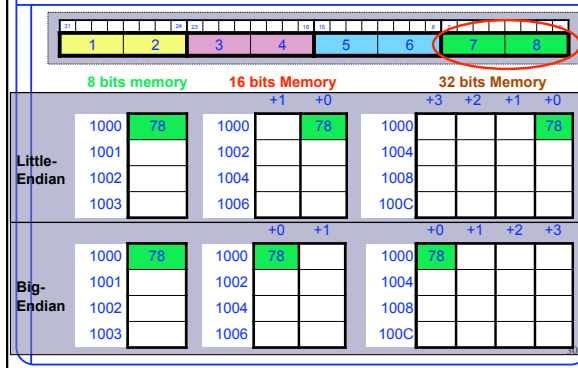 31 24 23 16 15 8
1 2 3 4 5 6 7 8
8 bits memory 16 bits Memory 32 bits Memory
+1 +0 +3 +2 +1 +0
Little-Endian
1000 78 1000 78 1000 78
1001 1002 1004
1002 1004 1008
1003 1006 100C
+0 +1 +0 +1 +2 +3
Big-Endian
1000 78 1000 78 1000 78
1001 1002 1004
1002 1004 1008
1003 1006 100C
30